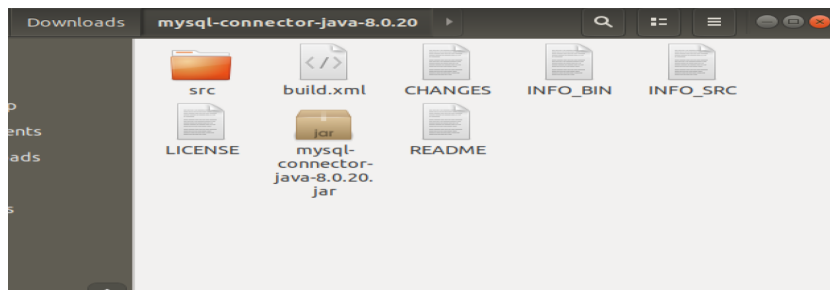 Downloads
mysql-connector-java-8.0.20
src
build.xml
CHANGES
INFO_BIN
INFO_SRC
ents
ads
LICENSE
jar
mysql-
connector-
java-8.0.20.
jar
README